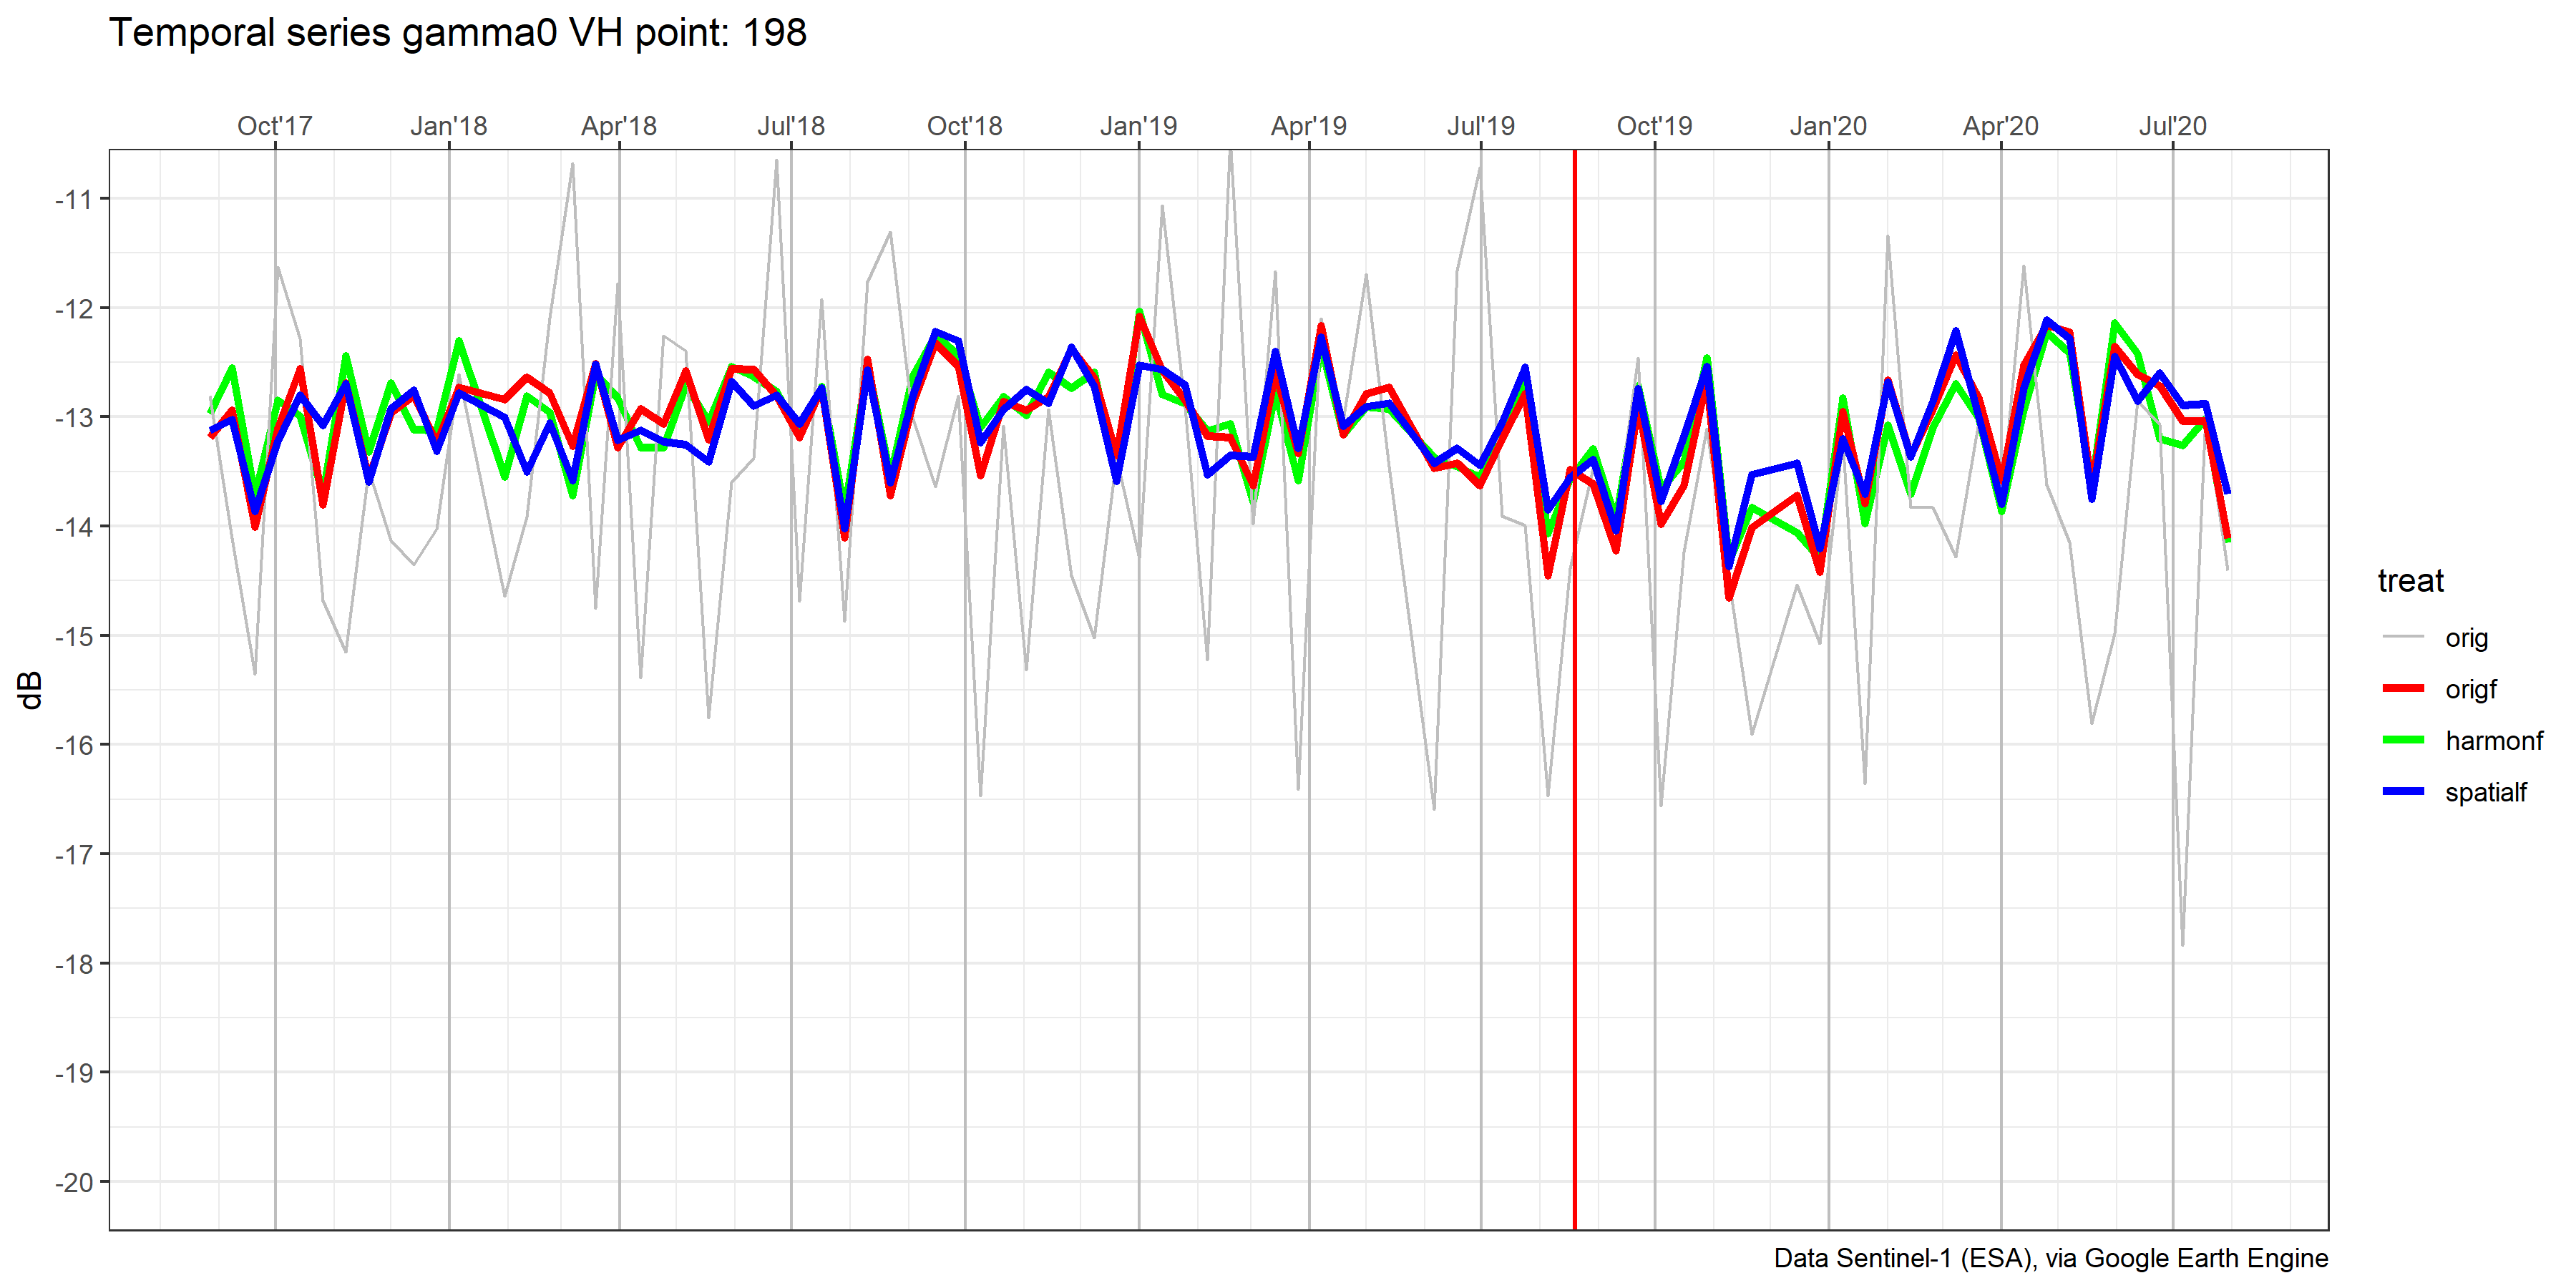 Temporal series gamma0 VH point: 198
Oct'17 Jan'18 Apr'18 Jul'18 Oct'18 Jan'19 Apr'19 Jul'19 Oct'19 Jan'20 Apr'20 Jul'20
-11
-12
-13
-14
-15
-16
-17
-18
-19
-20
dB
treat
orig
origf
harmonf
spatialf
Data Sentinel-1 (ESA), via Google Earth Engine